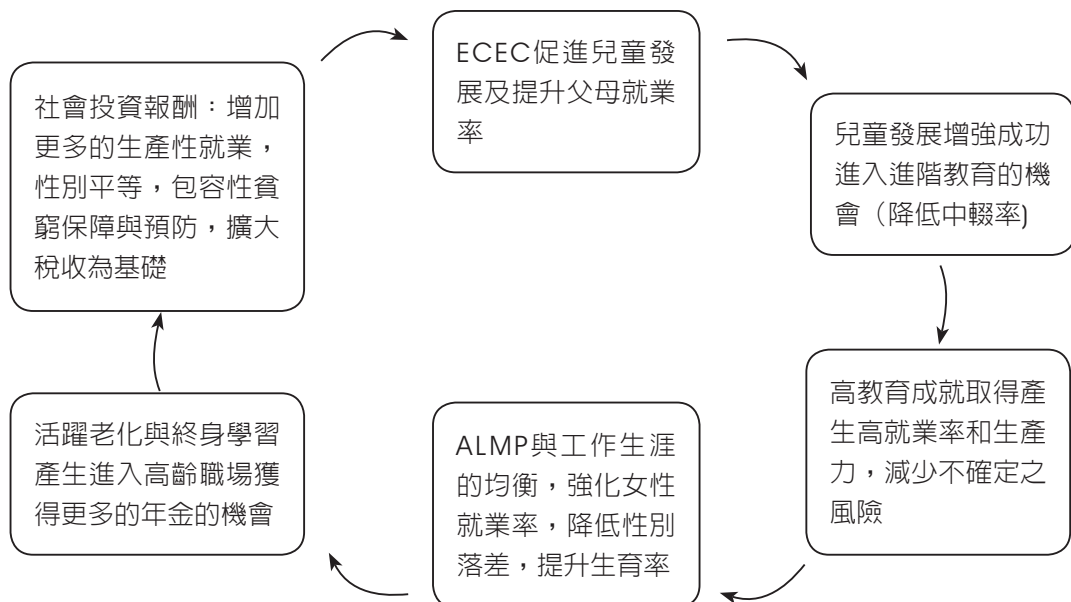 ECEC促進兒童發
展及提升父母就業
率
兒童發展增強成功
進入進階教育的機
會（降低中輟率)
高教育成就取得產
生高就業率和生產
力，減少不確定之
風險
ALMP與工作生涯
的均衡，強化女性
就業率，降低性別
落差，提升生育率
活躍老化與終身學習
產生進入高齡職場獲
得更多的年金的機會
社會投資報酬：增加
更多的生產性就業，
性別平等，包容性貧
窮保障與預防，擴大
稅收為基礎